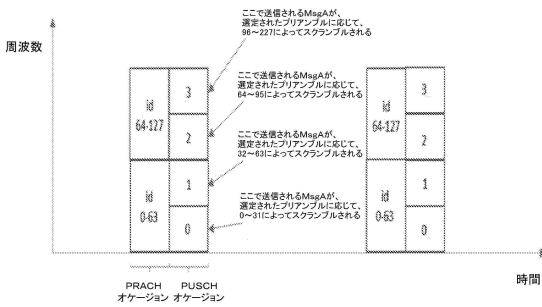 ここで送信されるMsgAが、
選定されたプリアンブルに応じて、
96～227によってスクランブルされる
周波数
ここで送信されるMsgAが、
選定されたプリアンブルに応じて、
64～95によってスクランブルされる
id
64-127
3
2
ここで送信されるMsgAが、
選定されたプリアンブルに応じて、
32～63によってスクランブルされる
id
0-63
1
0
ここで送信されるMsgAが、
選定されたプリアンブルに応じて、
0～31によってスクランブルされる
id
64-127
3
2
id
0-63
1
0
時間
PRACH PUSCH
オケージョン オケージョン